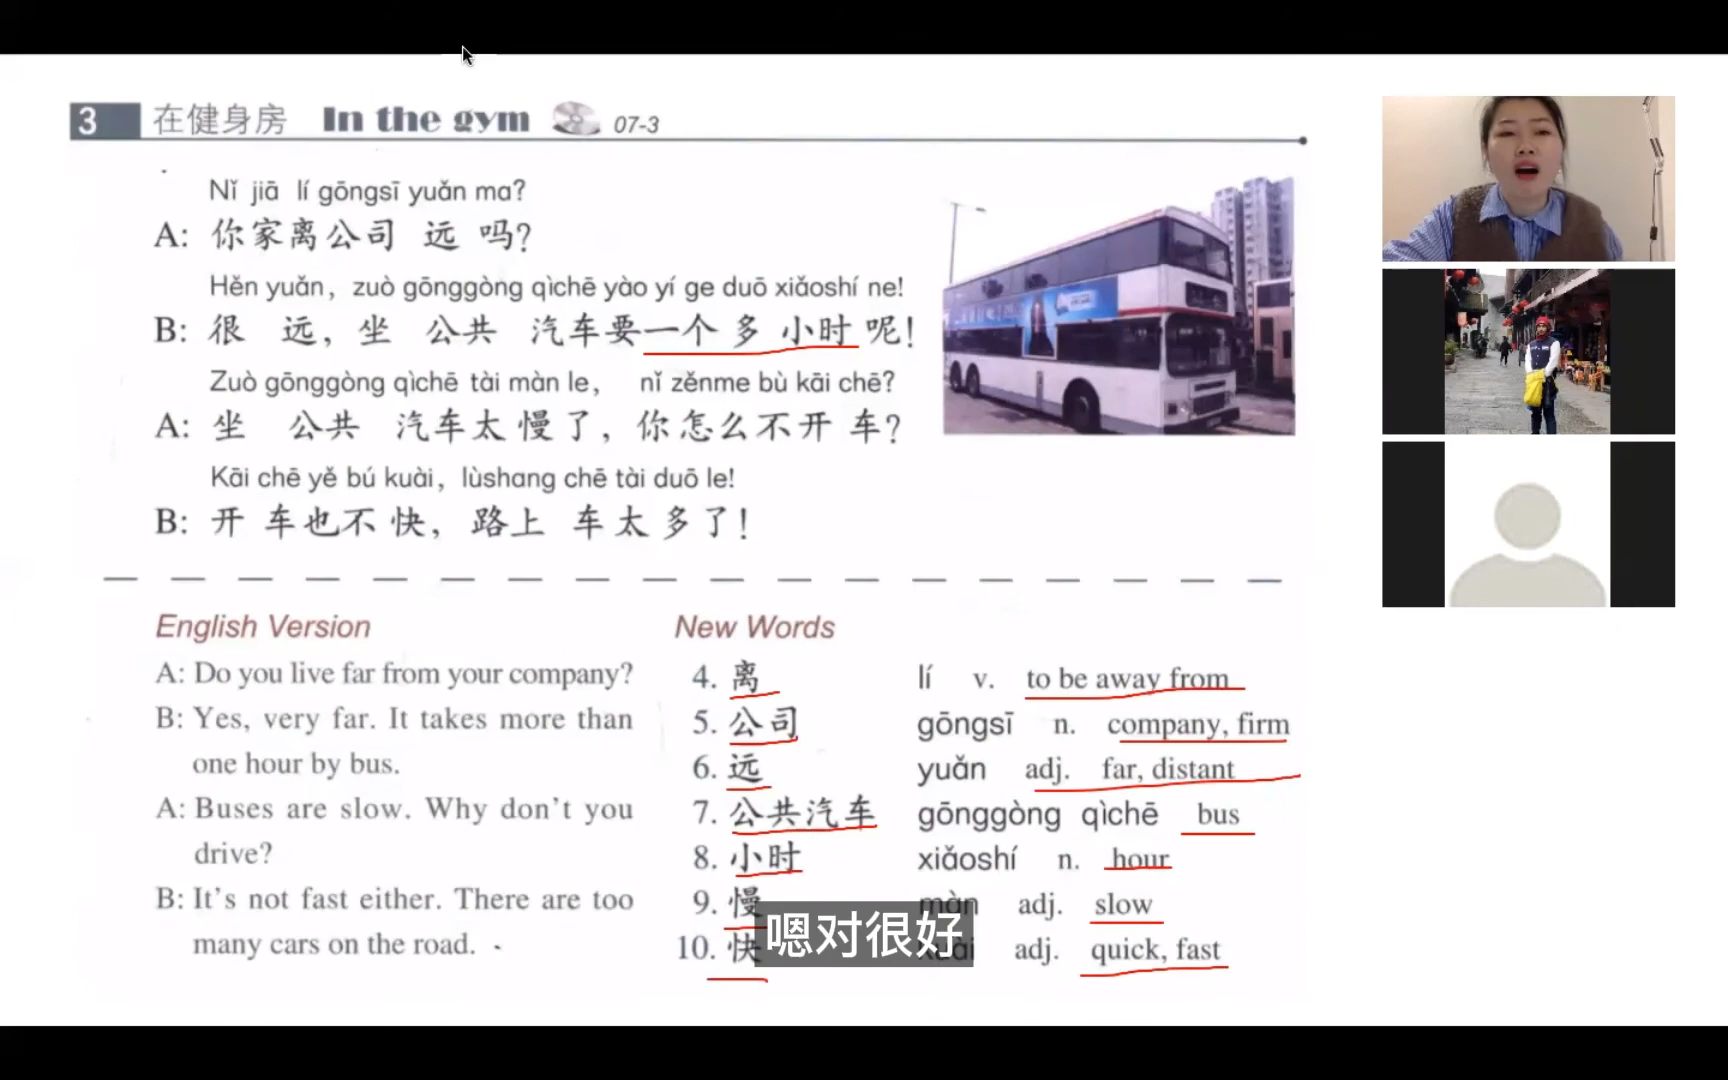 3 在健身房 In the gym 07-3
Nǐ jiā lí gōngsī yuǎn ma?
A: 你家离公司 远 吗?
Hěn yuǎn, zuò gōnggòng qìchē yào yí ge duō xiǎoshí ne!
B: 很 远, 坐 公共 汽车要一个 多 小时 呢!
Zuò gōnggòng qìchē tài màn le, nǐ zěnme bù kāi chē?
A: 坐 公共 汽车太 慢了, 你怎么不开 车?
Kāi chē yě bú kuài, lùshang chē tài duō le!
B: 开 车也不 快, 路上 车 太 多了!
English Version
A: Do you live far from your company?
B: Yes, very far. It takes more than
one hour by bus.
A: Buses are slow. Why don't you
drive?
B: It's not fast either. There are too
many cars on the road.
New Words
4. 离 lí v. to be away from
5. 公司 gōngsī n. company, firm
6. 远 yuǎn adj. far, distant
7. 公共汽车 gōnggòng qìchē bus
8. 小时 xiǎoshí n. hour
9. 慢 màn adj. slow
10. 快 kuài adj. quick, fast
嗯对很好